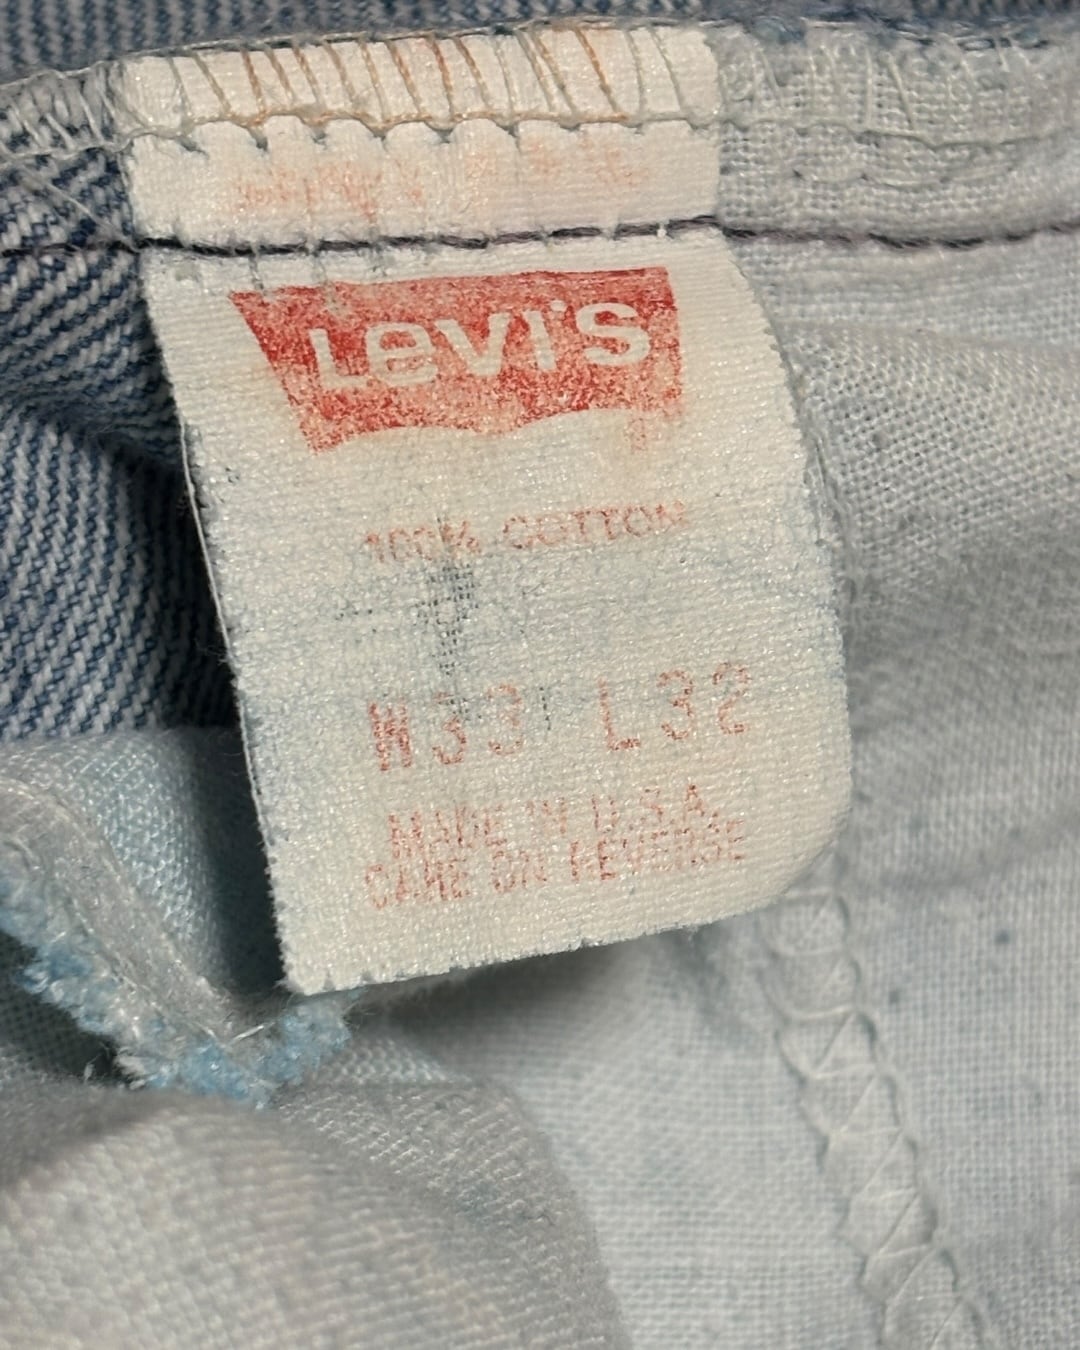 Levi's
100% COTTON
W33 L32
MADE IN U.S.A.
CARE ON REVERSE